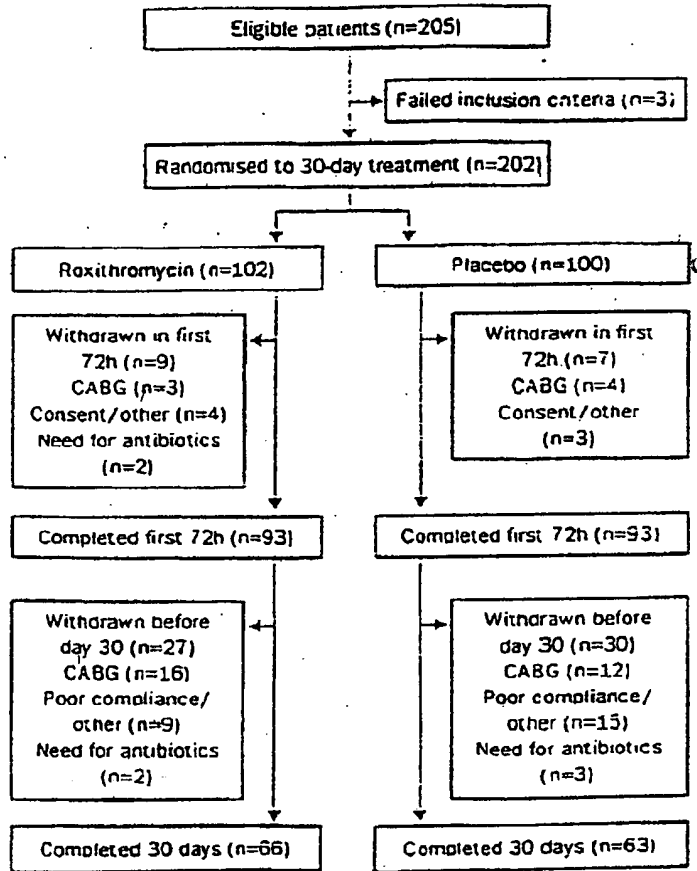 Eligible patients (n=205)
Failed inclusion criteria (n=3)
Randomised to 30-day treatment (n=202)
Roxithromycin (n=102)
Placebo (n=100)
Withdrawn in first
72h (n=9)
CABG (n=3)
Consent/other (n=4)
Need for antibiotics
(n=2)
Withdrawn in first
72h (n=7)
CABG (n=4)
Consent/other
(n=3)
Completed first 72h (n=93)
Completed first 72h (n=93)
Withdrawn before
day 30 (n=27)
CABG (n=16)
Poor compliance/
other (n=9)
Need for antibiotics
(n=2)
Withdrawn before
day 30 (n=30)
CABG (n=12)
Poor compliance/
other (n=15)
Need for antibiotics
(n=3)
Completed 30 days (n=66)
Completed 30 days (n=63)